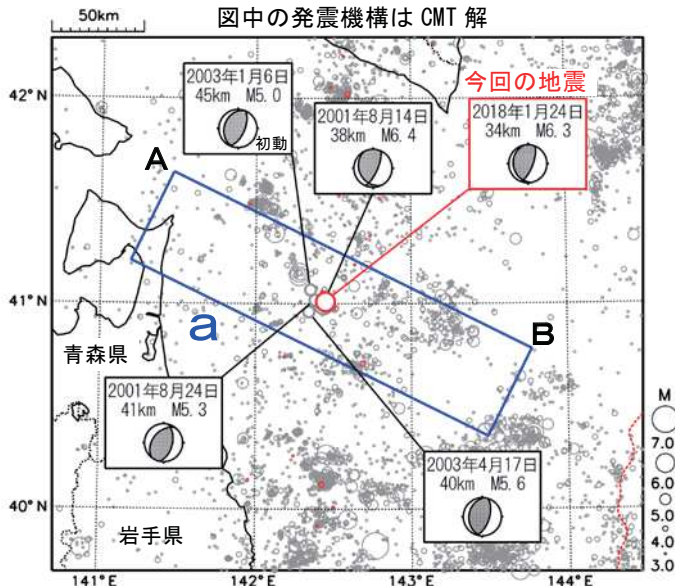 50km
図中の発震機構は CMT 解
42°N
41°N
40°N
2003年1月6日
45km M5.0
初動
2001年8月14日
38km M6.4
今回の地震
2018年1月24日
34km M6.3
A
B
a
青森県
2001年8月24日
41km M5.3
2003年4月17日
40km M5.6
岩手県
M
7.0
6.0
5.0
4.0
3.0
141°E
142°E
143°E
144°E